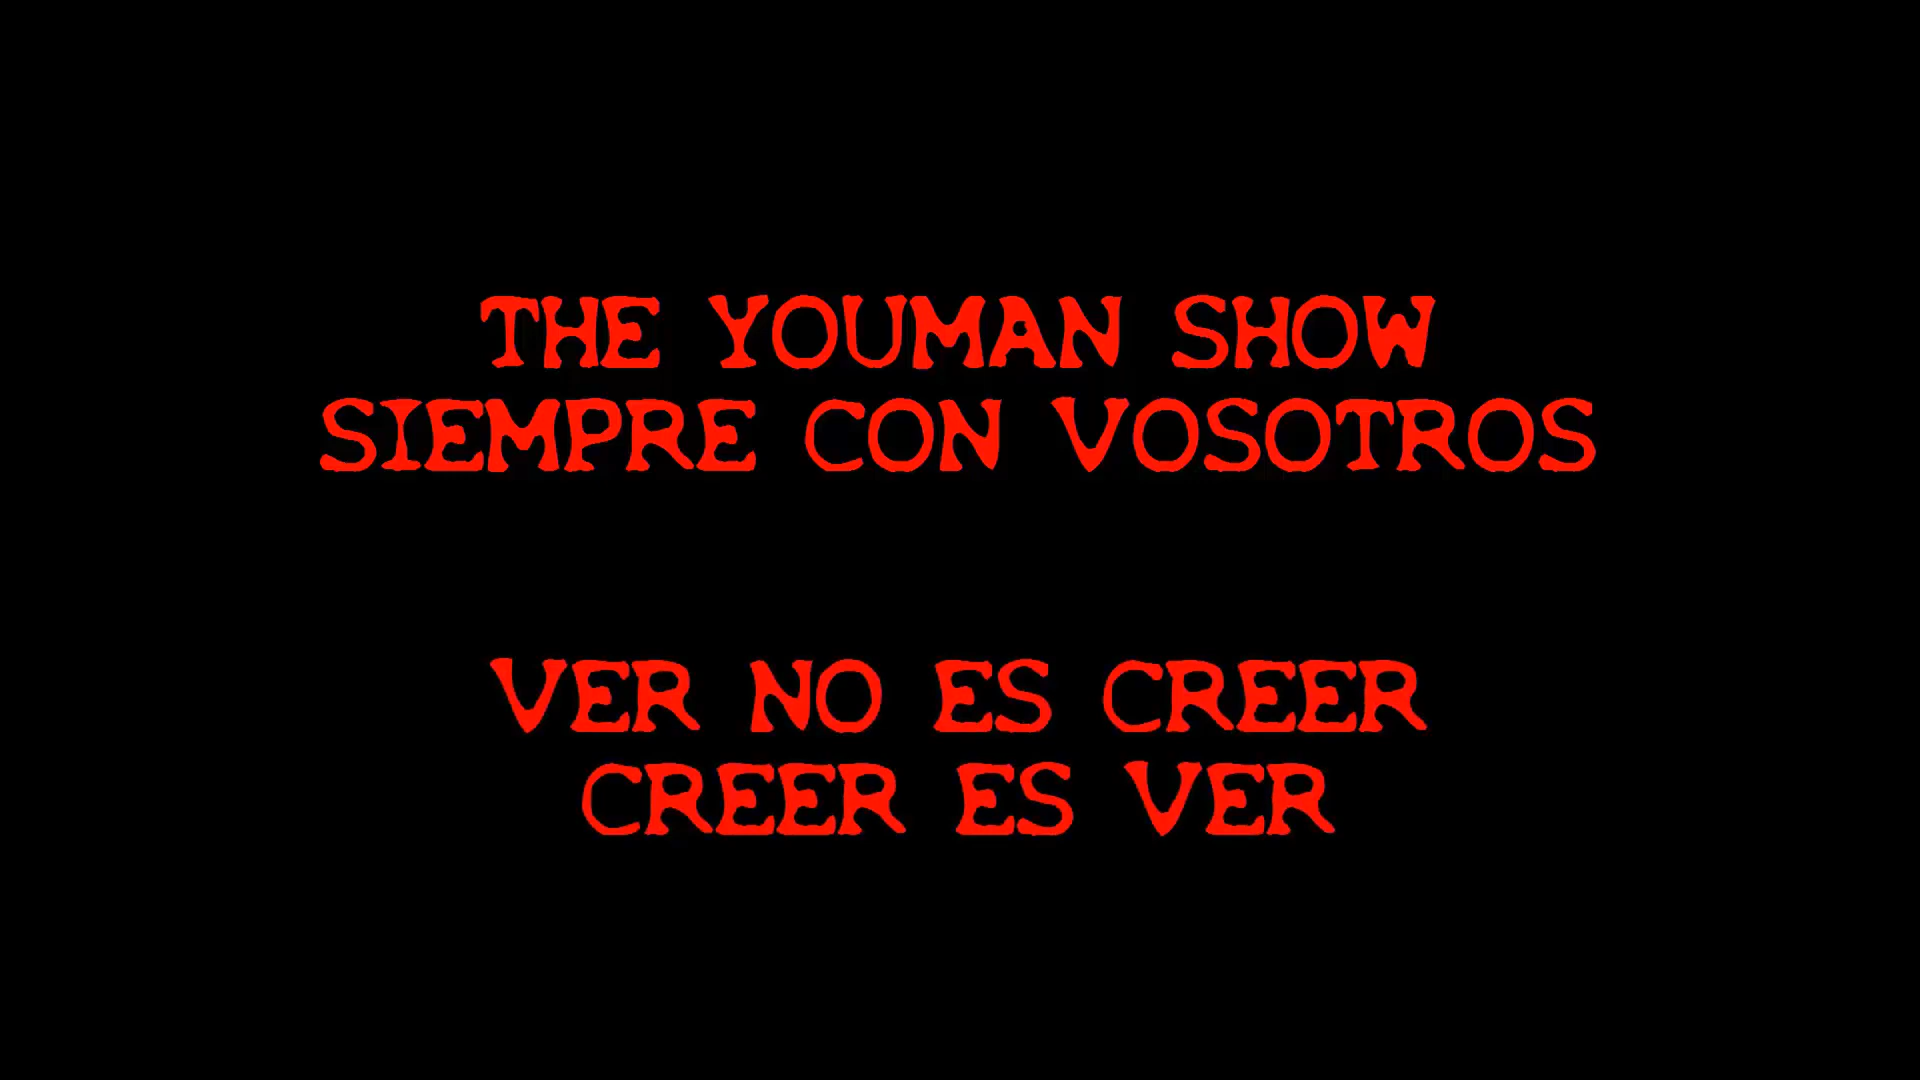 THE YOUMAN SHOW
SIEMPRE CON VOSOTROS
VER NO ES CREER
CREER ES VER